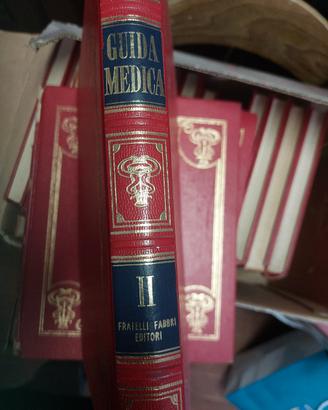 GUIDA
MEDICA
II
FRATELLI FABBRI
EDITORI